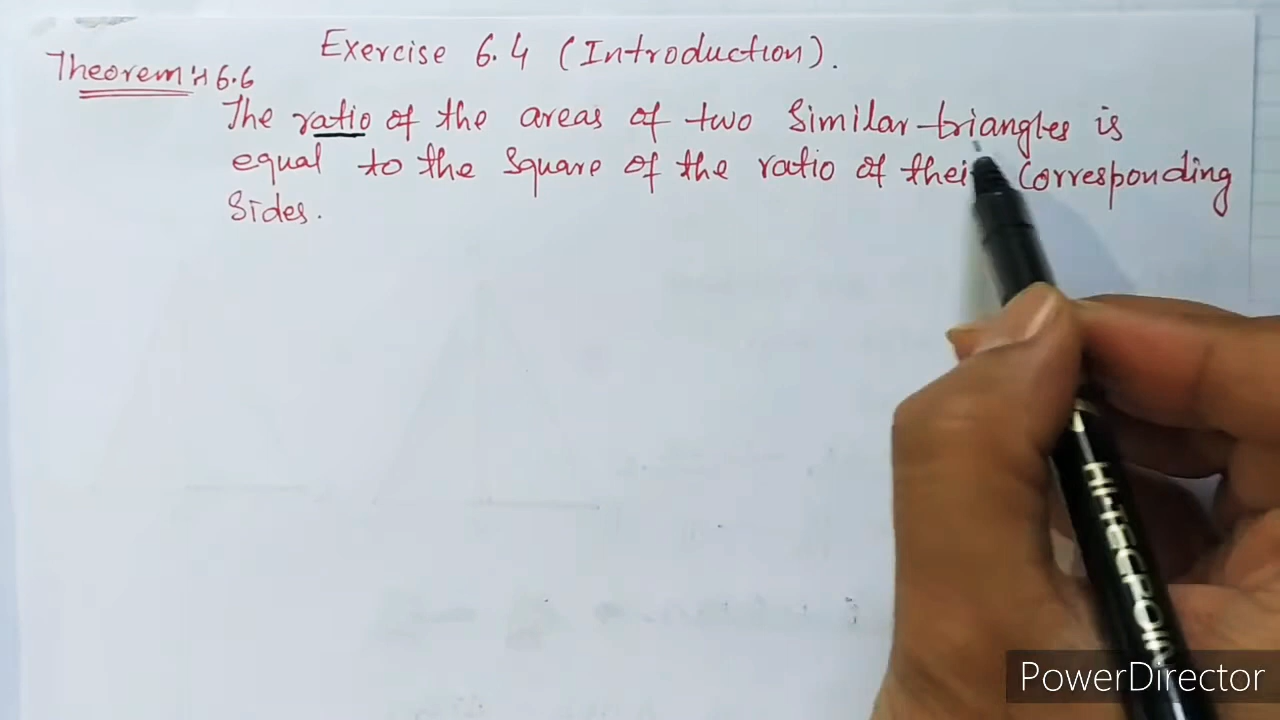 Exercise 6.4 (Introduction).
Theorem:- 6.6
The ratio of the areas of two Similar triangles is
equal to the Square of the ratio of their Corresponding
Sides.
HI-TECPOIN
PowerDirector